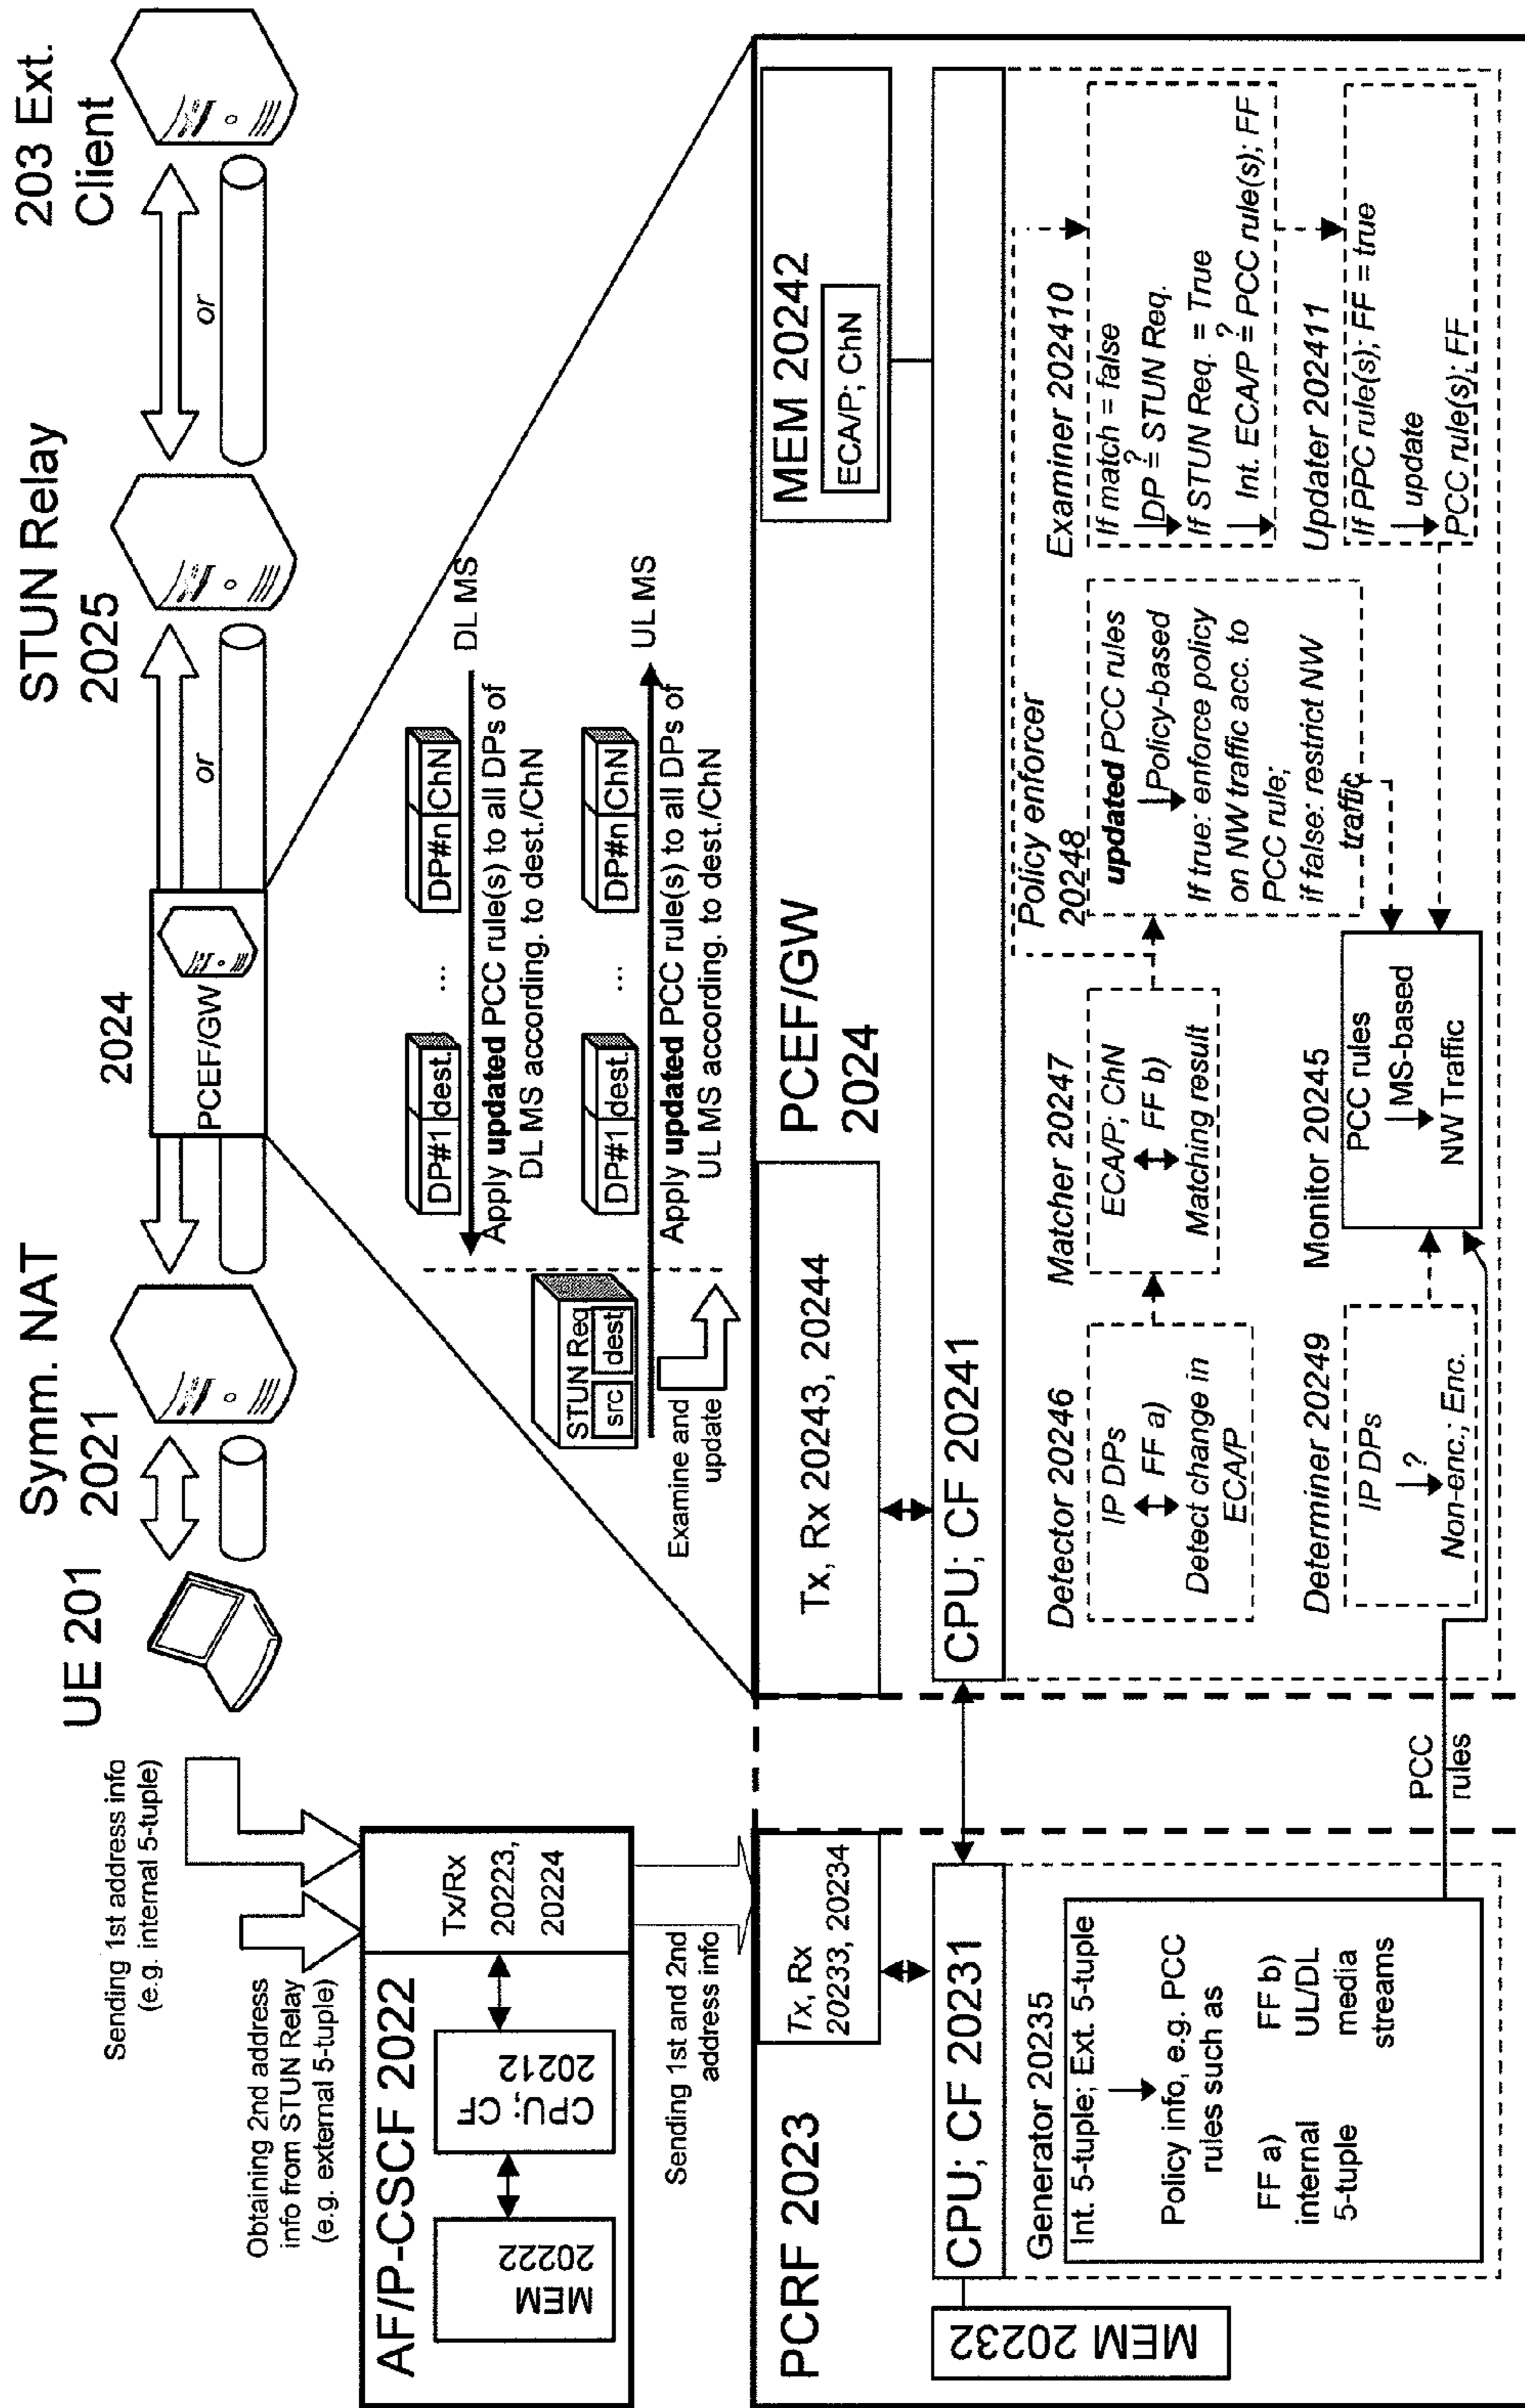 UE 201
Symm. NAT
2021
2024
PCEF/GW
STUN Relay
2025
203 Ext.
Client
or
or
Sending 1st address info
(e.g. internal 5-tuple)
Obtaining 2nd address
info from STUN Relay
(e.g. external 5-tuple)
AF/P-CSCF 2022
MEM
20222
CPU; CF
20212
Tx/Rx
20223,
20224
Sending 1st and 2nd
address info
STUN Req
src
dest
Examine and
update
DP#1
dest.
...
DP#n
ChN
DL MS
Apply updated PCC rule(s) to all DPs of
DL MS according. to dest./ChN
DP#1
dest.
...
DP#n
ChN
UL MS
Apply updated PCC rule(s) to all DPs of
UL MS according. to dest./ChN
PCRF 2023
Tx, Rx
20233, 20234
MEM 20232
CPU; CF 20231
Generator 20235
Int. 5-tuple; Ext. 5-tuple
Policy info, e.g. PCC
rules such as
FF a)
internal
5-tuple
FF b)
UL/DL
media
streams
PCC
rules
Tx, Rx 20243, 20244
PCEF/GW
2024
MEM 20242
ECA/P; ChN
CPU; CF 20241
Detector 20246
IP DPs
FF a)
Detect change in
ECA/P
Matcher 20247
ECA/P; ChN
FF b)
Matching result
Policy enforcer
20248
updated PCC rules
Policy-based
If true: enforce policy
on NW traffic acc. to
PCC rule;
if false: restrict NW
traffic
Examiner 202410
If match = false
DP ≟ STUN Req.
If STUN Req. = True
Int. ECA/P ≟ PCC rule(s); FF
Updater 202411
If PPC rule(s); FF = true
update
PCC rule(s); FF
Determiner 20249
IP DPs
?
Non-enc.; Enc.
Monitor 20245
PCC rules
MS-based
NW Traffic